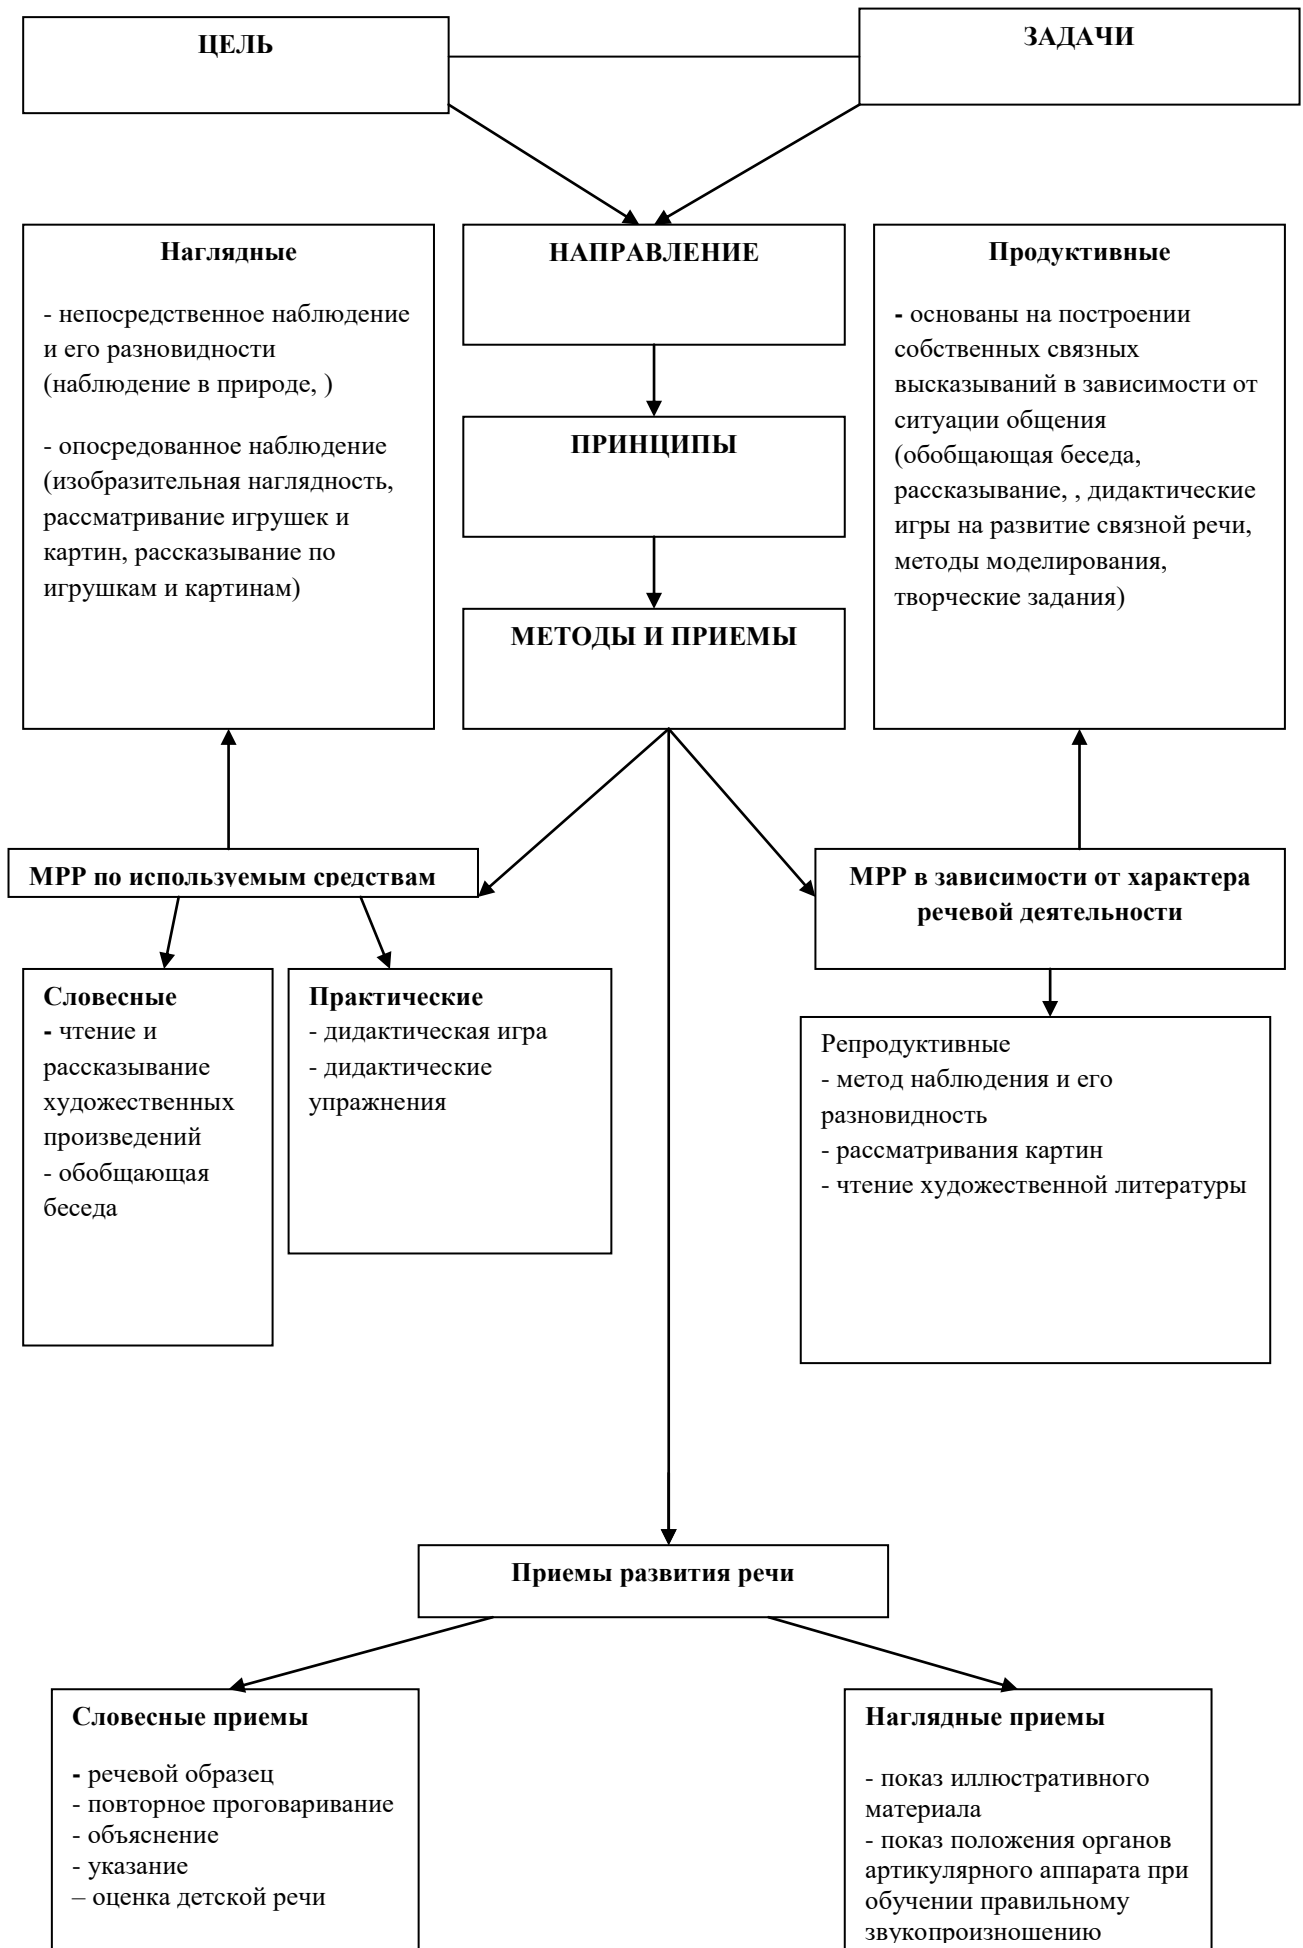 ЦЕЛЬ
ЗАДАЧИ
Наглядные
- непосредственное наблюдение
и его разновидности
(наблюдение в природе, )
- опосредованное наблюдение
(изобразительная наглядность,
рассматривание игрушек и
картин, рассказывание по
игрушкам и картинам)
НАПРАВЛЕНИЕ
ПРИНЦИПЫ
МЕТОДЫ И ПРИЕМЫ
Продуктивные
- основаны на построении
собственных связных
высказываний в зависимости от
ситуации общения
(обобщающая беседа,
рассказывание, , дидактические
игры на развитие связной речи,
методы моделирования,
творческие задания)
МРР по используемым средствам
МРР в зависимости от характера
речевой деятельности
Словесные
- чтение и
рассказывание
художественных
произведений
- обобщающая
беседа
Практические
- дидактическая игра
- дидактические
упражнения
Репродуктивные
- метод наблюдения и его
разновидность
- рассматривания картин
- чтение художественной литературы
Приемы развития речи
Словесные приемы
- речевой образец
- повторное проговаривание
- объяснение
- указание
– оценка детской речи
Наглядные приемы
- показ иллюстративного
материала
- показ положения органов
артикулярного аппарата при
обучении правильному
звукопроизношению